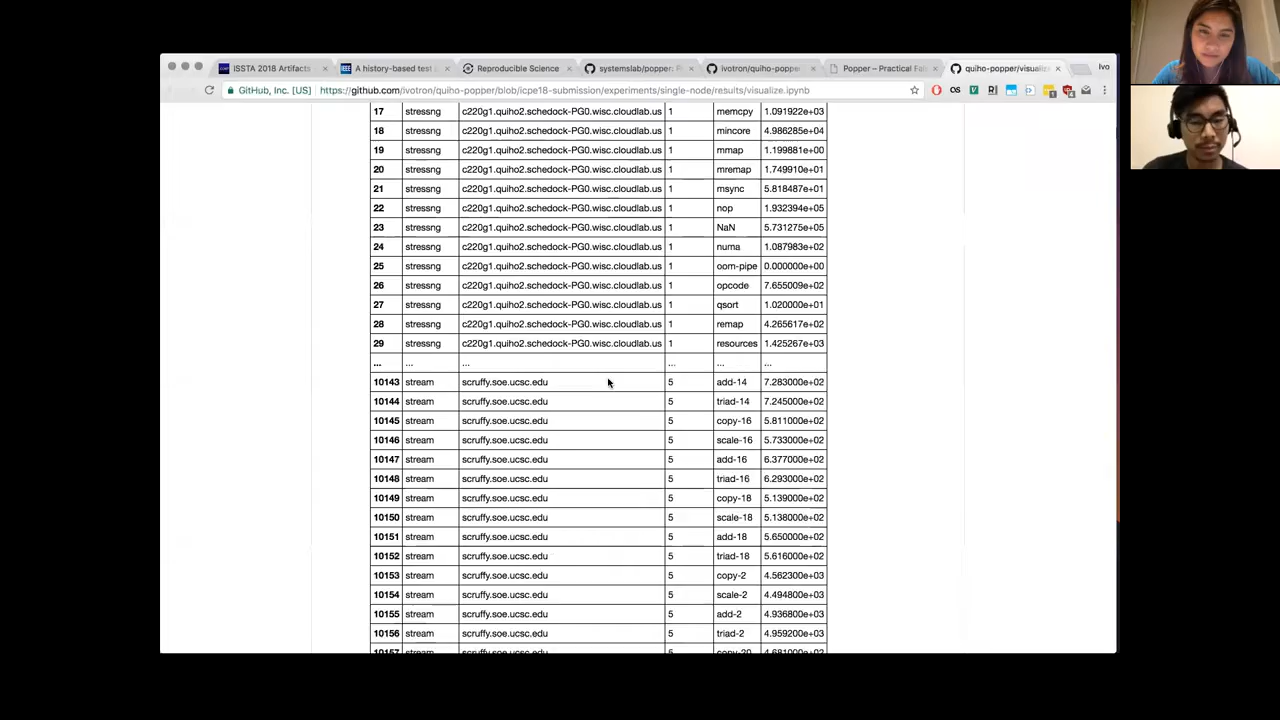 ISSTA 2018 Artifacts
A history-based test
Reproducible Science
systemslab/popper:
ivotron/quiho-popper
Popper – Practical
quiho-popper/visualiz
Ivo
GitHub, Inc. [US] https://github.com/ivotron/quiho-popper/blob/icpe18-submission/experiments/single-node/results/visualize.ipynb
17 stressng c220g1.quiho2.schedock-PG0.wisc.cloudlab.us 1 memcpy 1.091922e+03
18 stressng c220g1.quiho2.schedock-PG0.wisc.cloudlab.us 1 mincore 4.986285e+04
19 stressng c220g1.quiho2.schedock-PG0.wisc.cloudlab.us 1 mmap 1.199881e+00
20 stressng c220g1.quiho2.schedock-PG0.wisc.cloudlab.us 1 mremap 1.749910e+01
21 stressng c220g1.quiho2.schedock-PG0.wisc.cloudlab.us 1 msync 5.818487e+01
22 stressng c220g1.quiho2.schedock-PG0.wisc.cloudlab.us 1 nop 1.932394e+05
23 stressng c220g1.quiho2.schedock-PG0.wisc.cloudlab.us 1 NaN 5.731275e+05
24 stressng c220g1.quiho2.schedock-PG0.wisc.cloudlab.us 1 numa 1.087983e+02
25 stressng c220g1.quiho2.schedock-PG0.wisc.cloudlab.us 1 oom-pipe 0.000000e+00
26 stressng c220g1.quiho2.schedock-PG0.wisc.cloudlab.us 1 opcode 7.655009e+02
27 stressng c220g1.quiho2.schedock-PG0.wisc.cloudlab.us 1 qsort 1.020000e+01
28 stressng c220g1.quiho2.schedock-PG0.wisc.cloudlab.us 1 remap 4.265617e+02
29 stressng c220g1.quiho2.schedock-PG0.wisc.cloudlab.us 1 resources 1.425267e+03
... ... ... ... ... ...
10143 stream scruffy.soe.ucsc.edu 5 add-14 7.283000e+02
10144 stream scruffy.soe.ucsc.edu 5 triad-14 7.245000e+02
10145 stream scruffy.soe.ucsc.edu 5 copy-16 5.811000e+02
10146 stream scruffy.soe.ucsc.edu 5 scale-16 5.733000e+02
10147 stream scruffy.soe.ucsc.edu 5 add-16 6.377000e+02
10148 stream scruffy.soe.ucsc.edu 5 triad-16 6.293000e+02
10149 stream scruffy.soe.ucsc.edu 5 copy-18 5.139000e+02
10150 stream scruffy.soe.ucsc.edu 5 scale-18 5.138000e+02
10151 stream scruffy.soe.ucsc.edu 5 add-18 5.650000e+02
10152 stream scruffy.soe.ucsc.edu 5 triad-18 5.616000e+02
10153 stream scruffy.soe.ucsc.edu 5 copy-2 4.562300e+03
10154 stream scruffy.soe.ucsc.edu 5 scale-2 4.494800e+03
10155 stream scruffy.soe.ucsc.edu 5 add-2 4.936800e+03
10156 stream scruffy.soe.ucsc.edu 5 triad-2 4.959200e+03
10157 stream scruffy.soe.ucsc.edu 5 copy-20